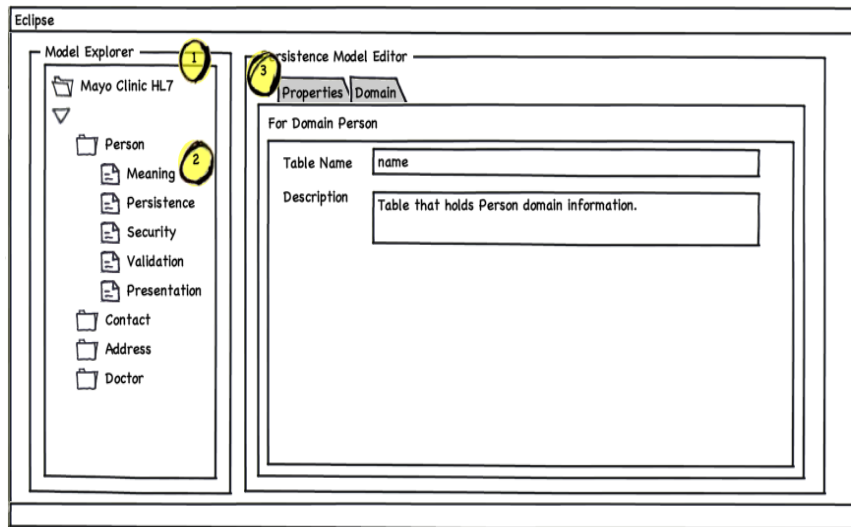 Eclipse
Model Explorer
1
Persistence Model Editor
3
Mayo Clinic HL7
Properties
Domain
For Domain Person
Person
2
Meaning
Persistence
Security
Validation
Presentation
Contact
Address
Doctor
Table Name
name
Description
Table that holds Person domain information.